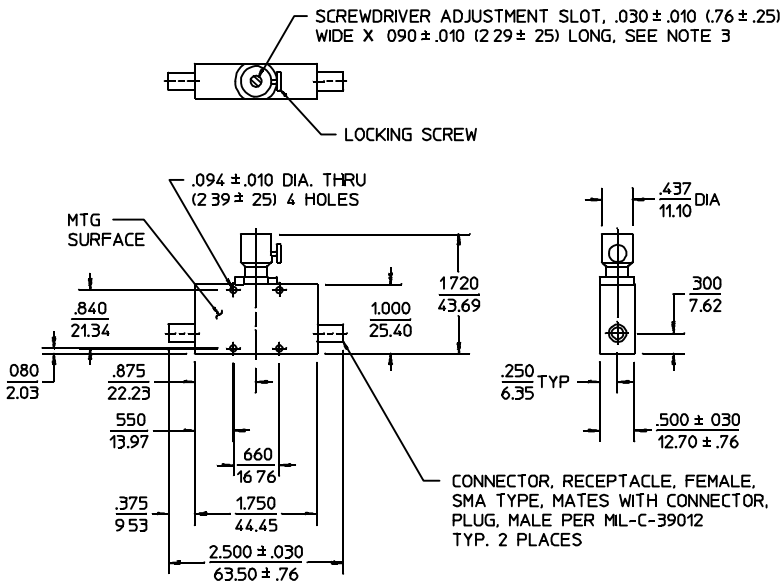 SCREWDRIVER ADJUSTMENT SLOT, .030 ± .010 (.76 ± .25)
WIDE X 090 ± .010 (2 29 ± 25) LONG, SEE NOTE 3
LOCKING SCREW
.094 ± .010 DIA. THRU
(2 39 ± 25) 4 HOLES
MTG
SURFACE
.437
11.10
DIA
1 720
43.69
.300
7.62
.840
21.34
1.000
25.40
080
2.03
.875
22.23
.250
6.35
TYP
550
13.97
.500 ± 030
12.70 ± .76
660
16 76
CONNECTOR, RECEPTACLE, FEMALE,
SMA TYPE, MATES WITH CONNECTOR,
PLUG, MALE PER MIL-C-39012
TYP. 2 PLACES
.375
9 53
1.750
44.45
2.500 ± .030
63.50 ± .76